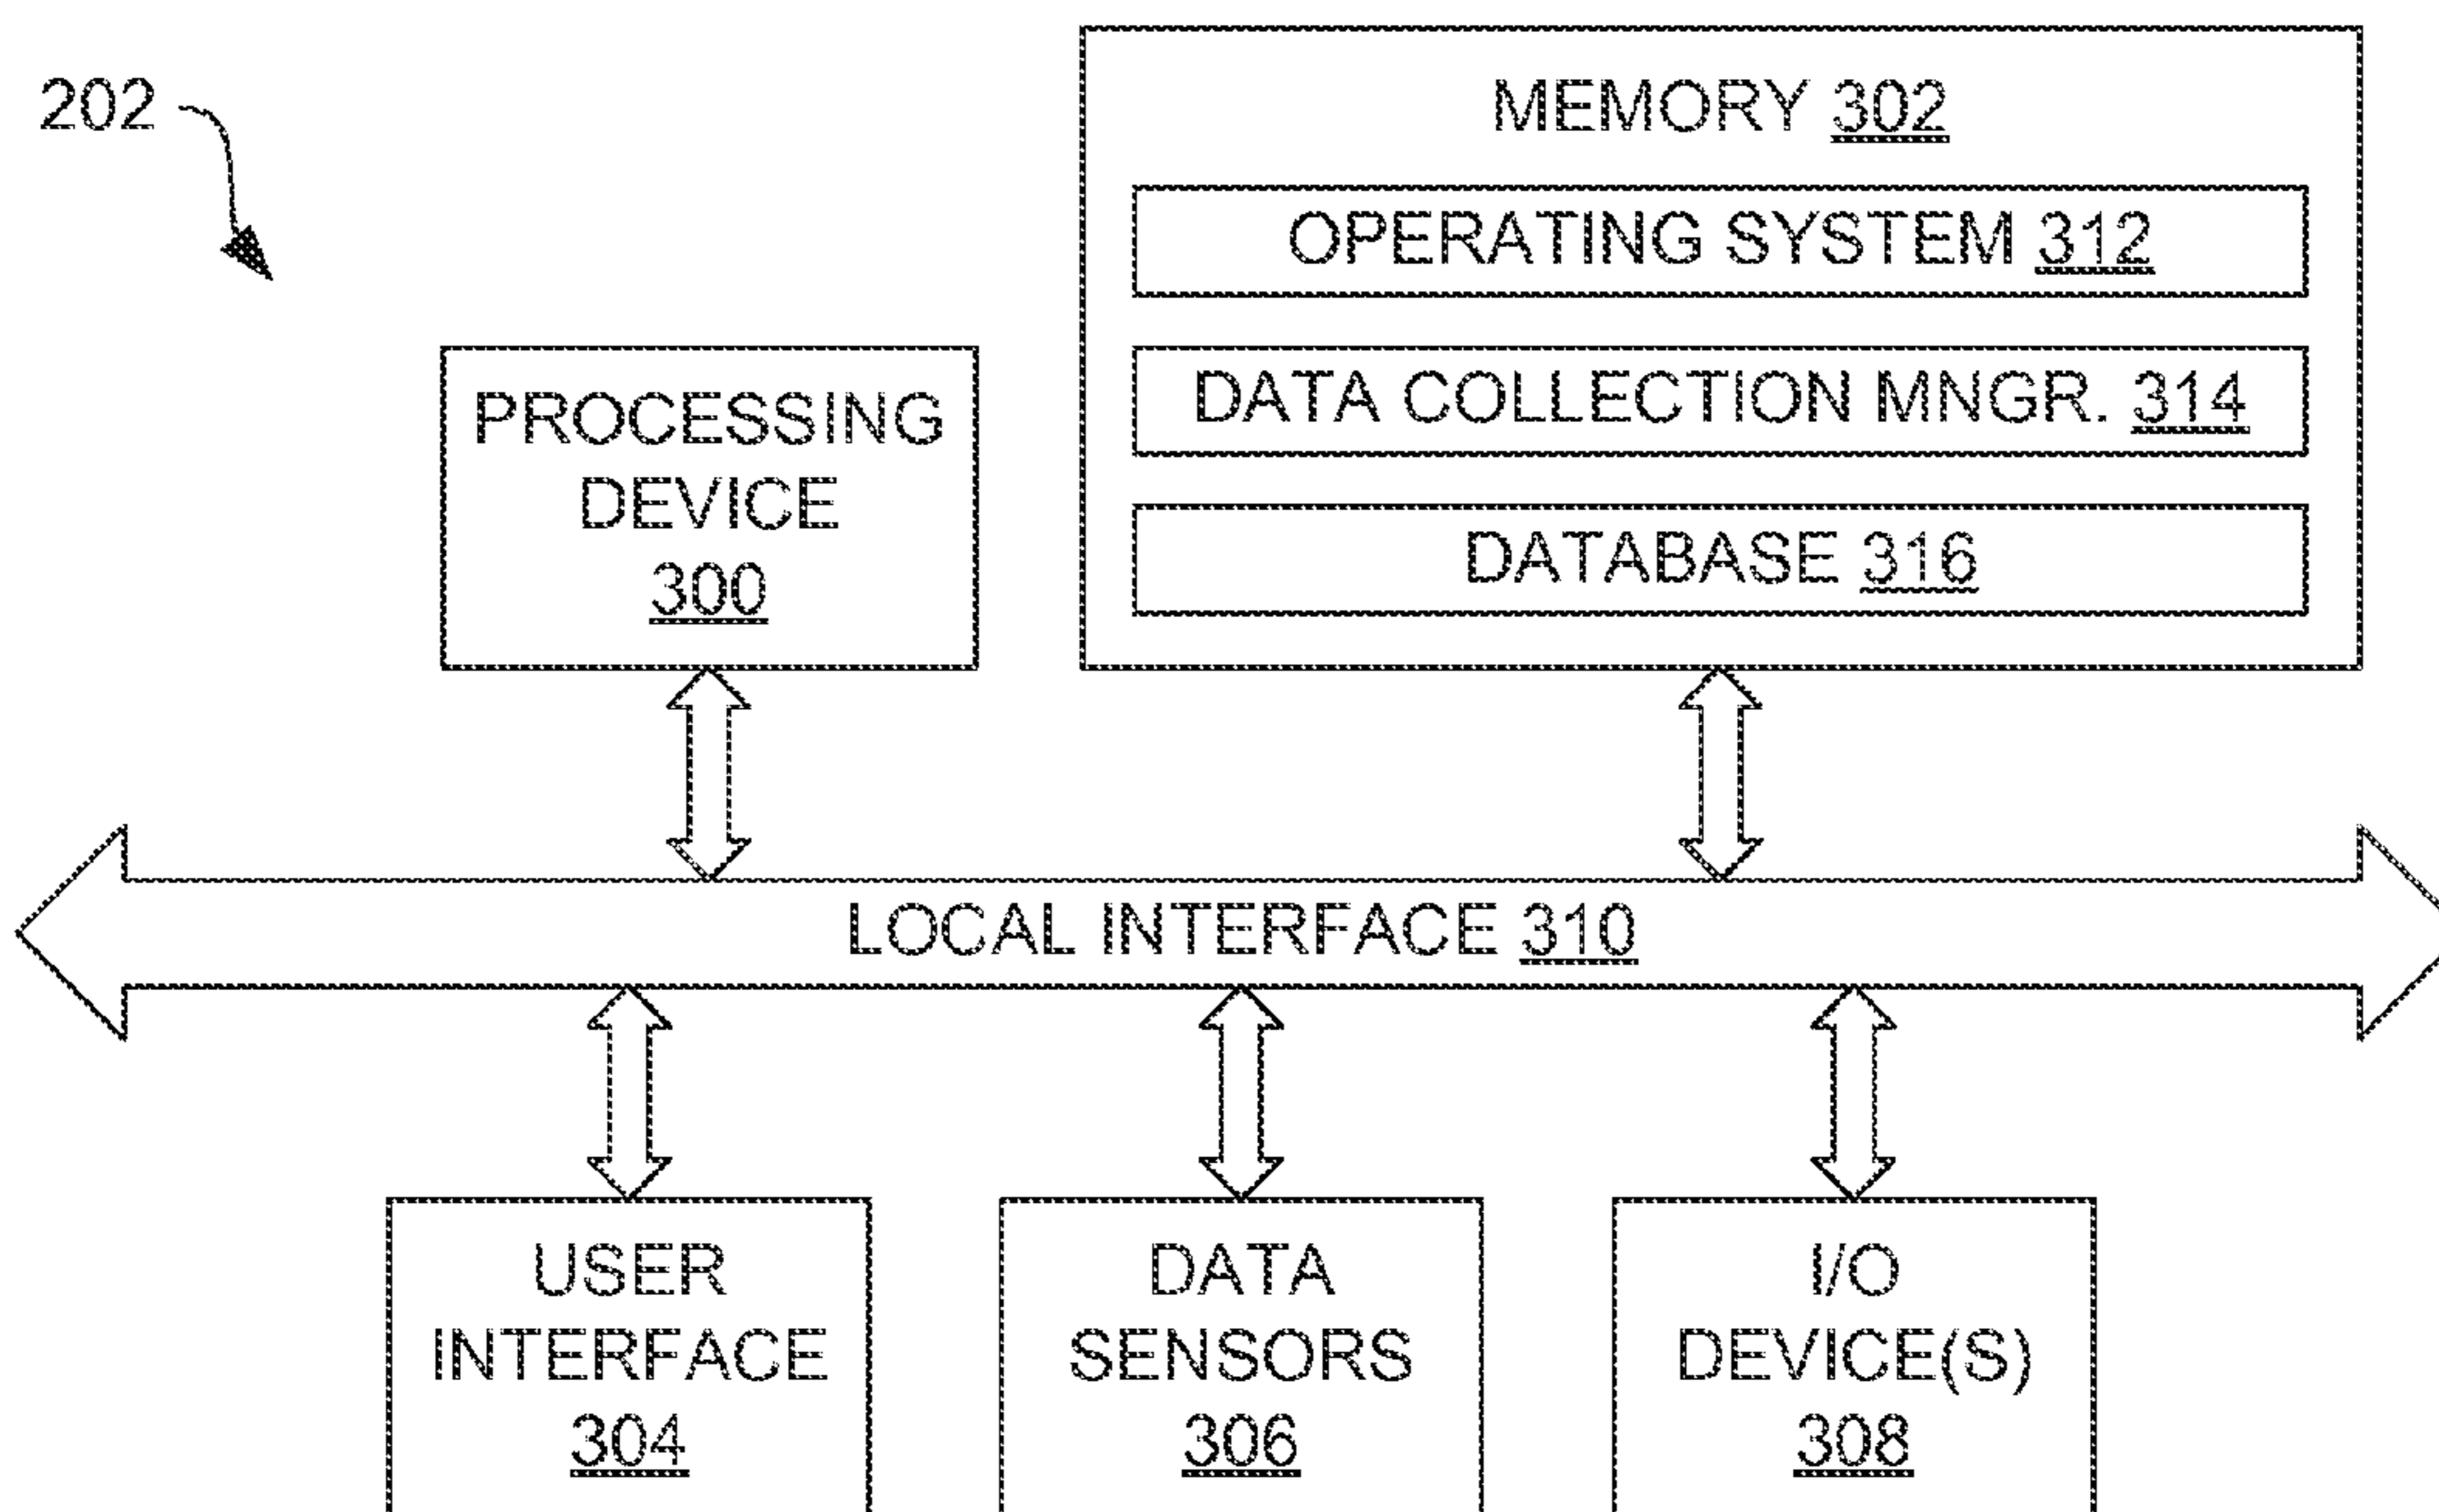 202
MEMORY 302
OPERATING SYSTEM 312
DATA COLLECTION MNGR. 314
DATABASE 316
PROCESSING
DEVICE
300
LOCAL INTERFACE 310
USER
INTERFACE
304
DATA
SENSORS
306
I/O
DEVICE(S)
308